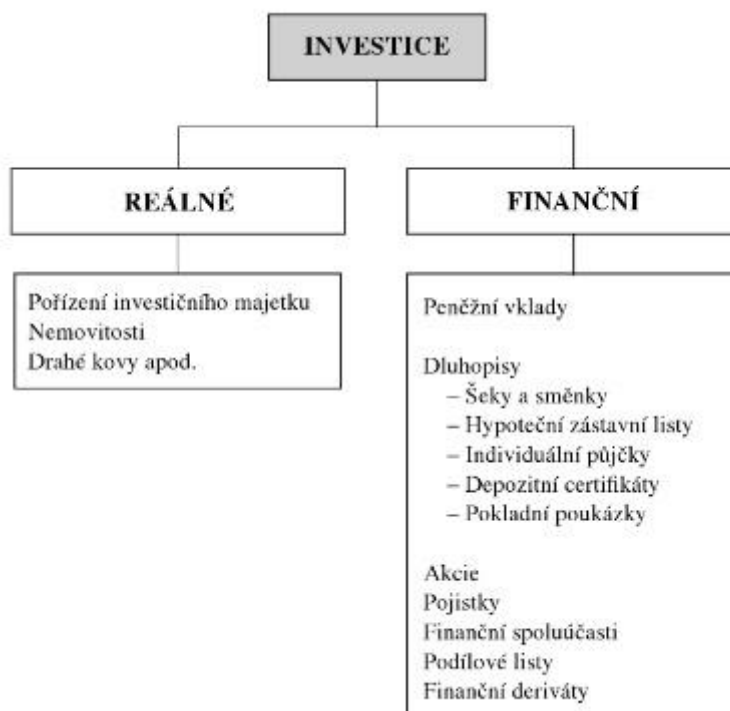 INVESTICE
REÁLNÉ
FINANČNÍ
Pořízení investičního majetku
Nemovitosti
Drahé kovy apod.
Peněžní vklady
Dluhopisy
– Šeky a směnky
– Hypoteční zástavní listy
– Individuální půjčky
– Depozitní certifikáty
– Pokladní poukázky
Akcie
Pojistky
Finanční spoluúčasti
Podílové listy
Finanční deriváty